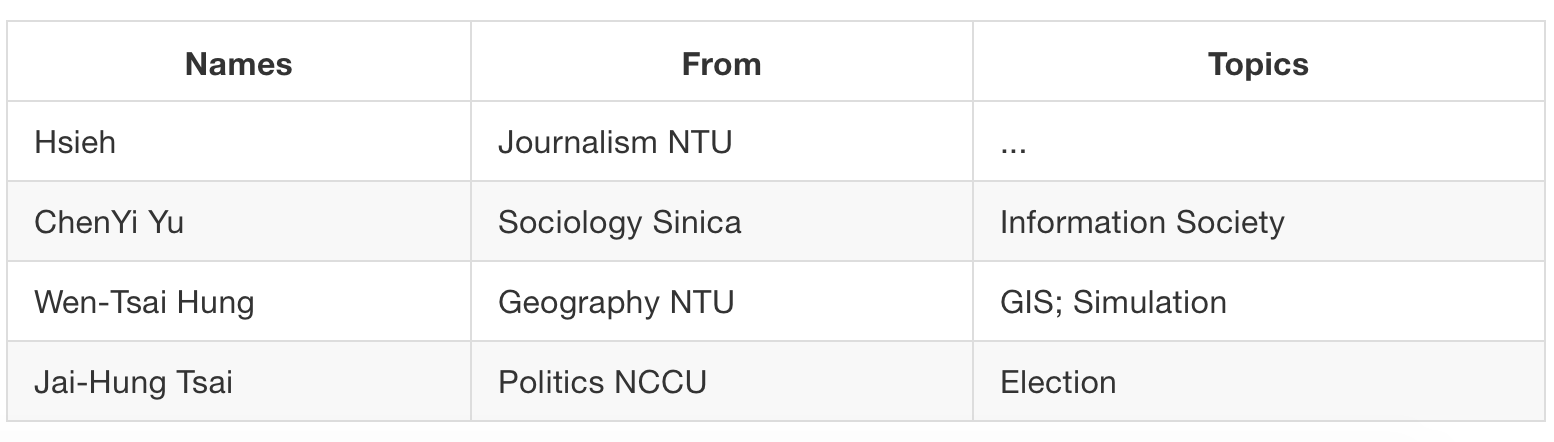 Names From Topics
Hsieh Journalism NTU ...
ChenYi Yu Sociology Sinica Information Society
Wen-Tsai Hung Geography NTU GIS; Simulation
Jai-Hung Tsai Politics NCCU Election